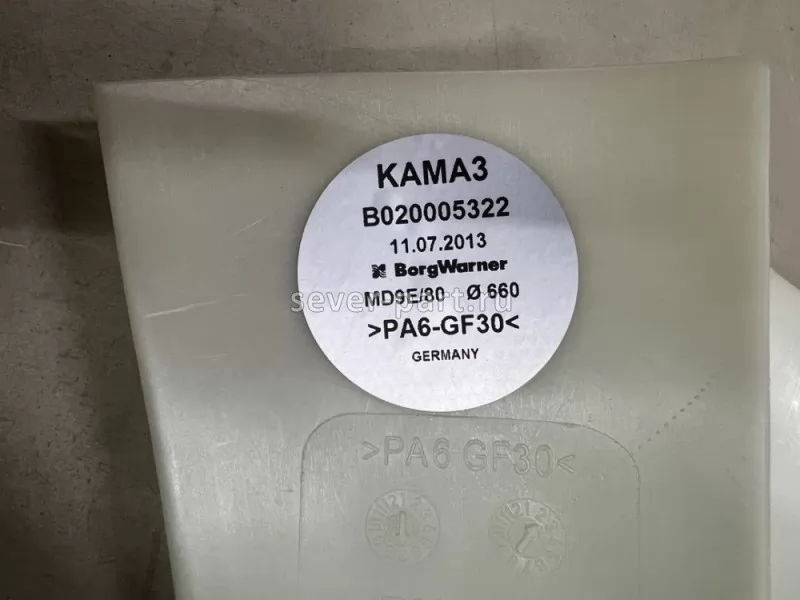 КАМАЗ
B020005322
11.07.2013
BorgWarner
MD9E/80 Ø 660
sever-part.ru
>PA6-GF30<
GERMANY
>PA6 GF30<